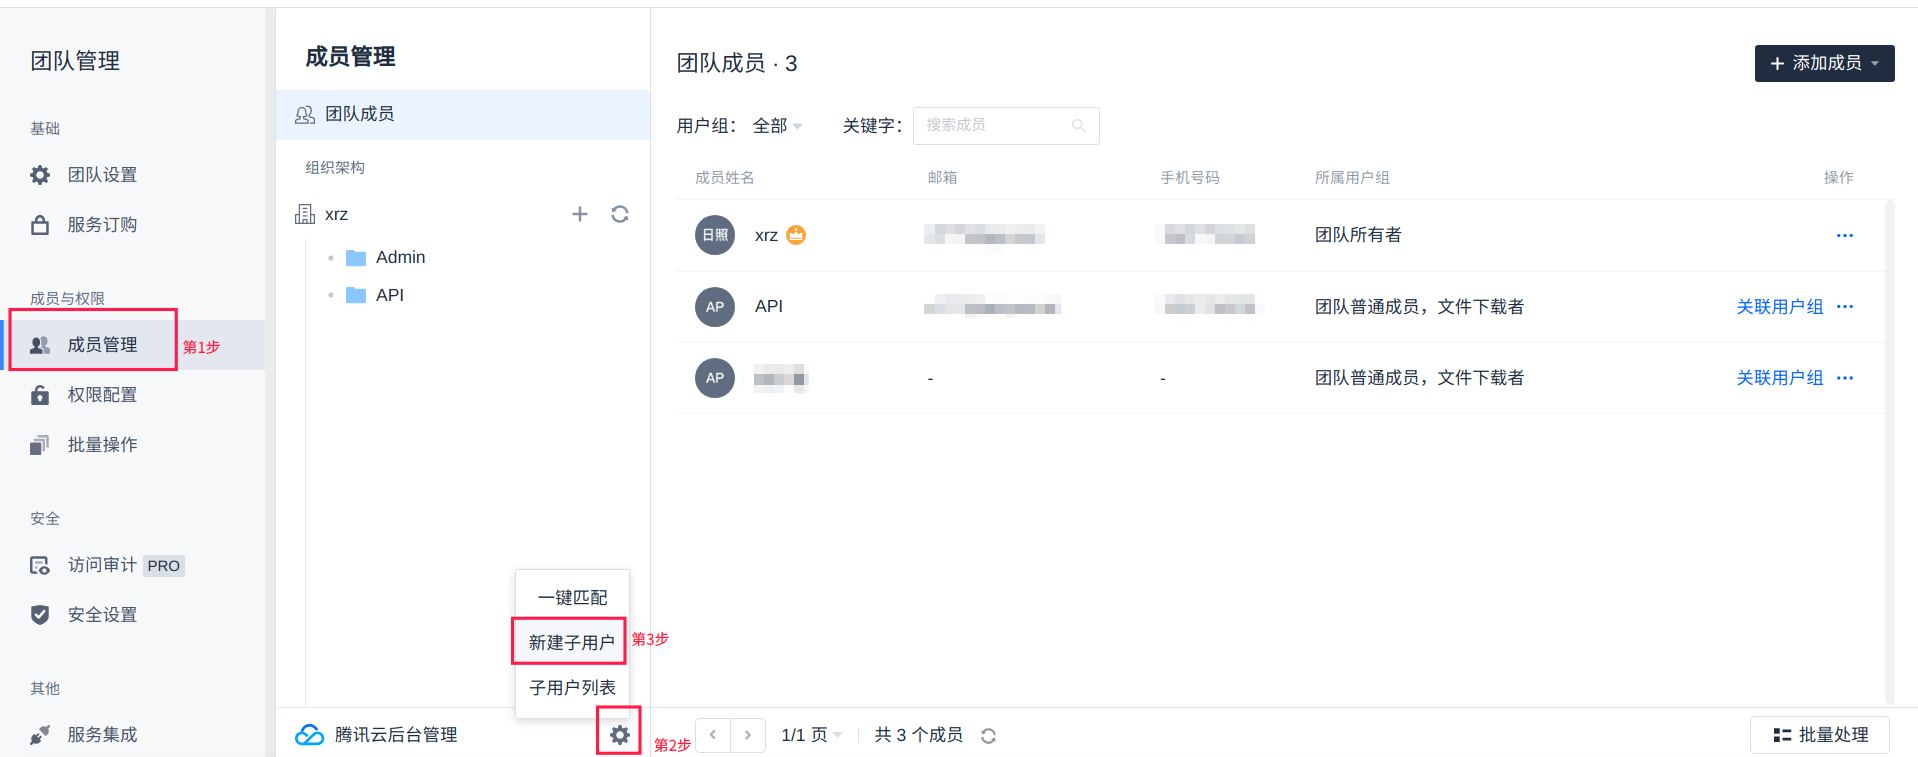 团队管理
基础
团队设置
服务订购
成员与权限
成员管理
第1步
权限配置
批量操作
安全
访问审计 PRO
安全设置
其他
服务集成
成员管理
团队成员
组织架构
xrz
Admin
API
一键匹配
新建子用户
第3步
子用户列表
腾讯云后台管理
第2步
团队成员 · 3
添加成员
用户组： 全部 关键字： 搜索成员
成员姓名 邮箱 手机号码 所属用户组 操作
日照 xrz 团队所有者 ···
AP API 团队普通成员，文件下载者 关联用户组 ···
AP - - 团队普通成员，文件下载者 关联用户组 ···
< > 1/1 页 共 3 个成员
批量处理